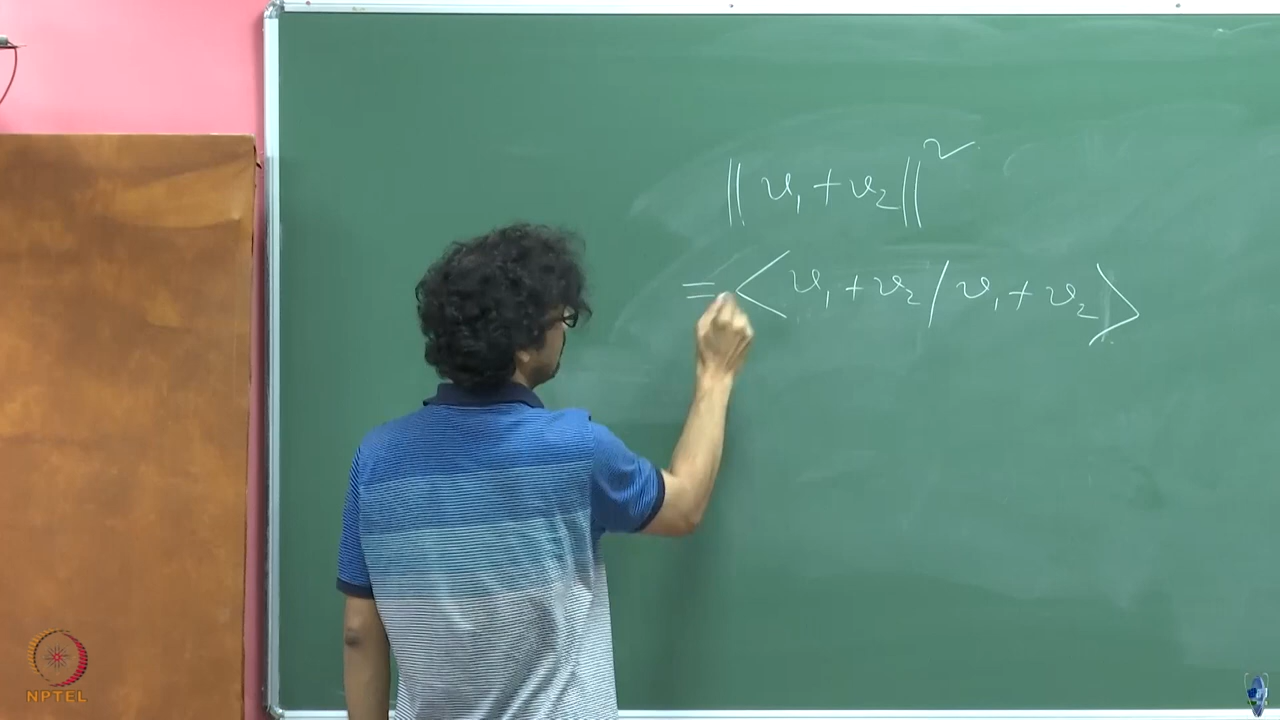 ‖ v₁ + v₂ ‖²
= < v₁ + v₂ / v₁ + v₂ >
NPTEL